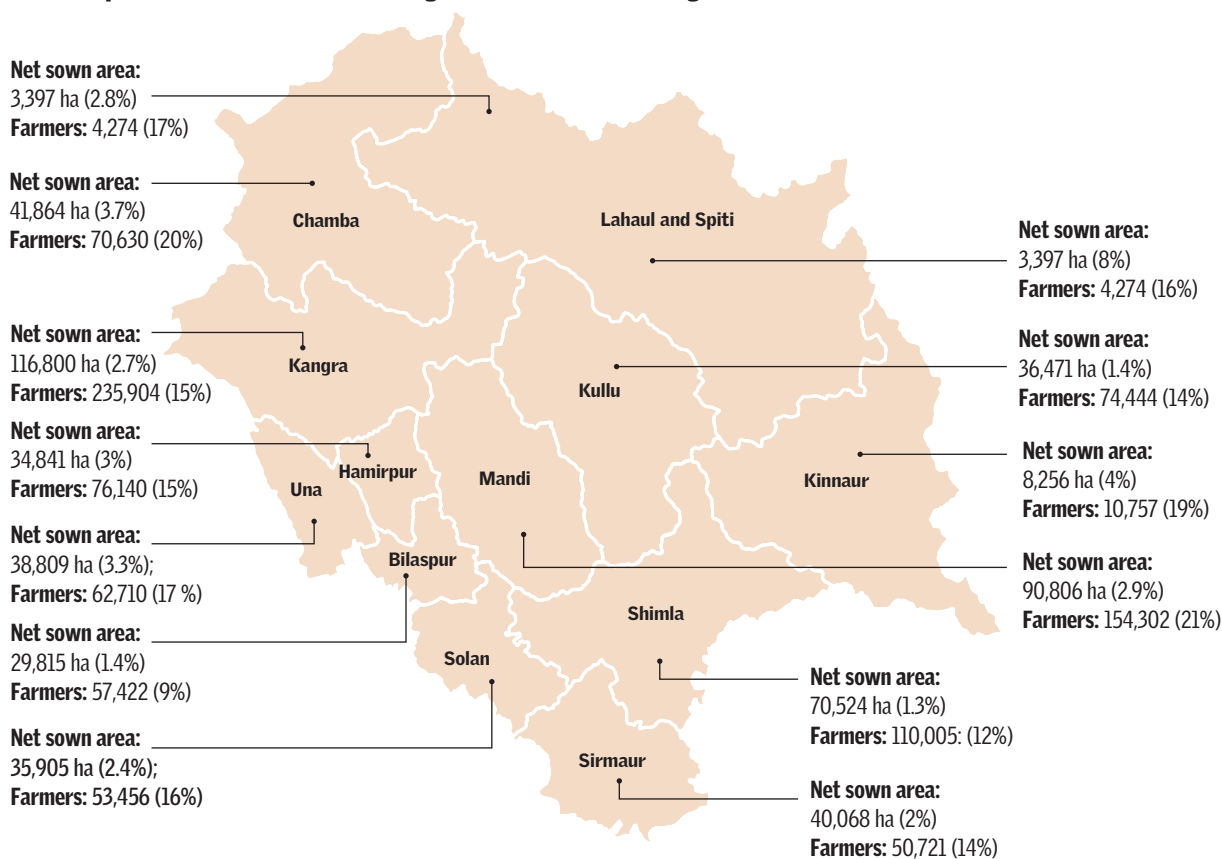 Net sown area:
3,397 ha (2.8%)
Farmers: 4,274 (17%)
Net sown area:
41,864 ha (3.7%)
Farmers: 70,630 (20%)
Net sown area:
116,800 ha (2.7%)
Farmers: 235,904 (15%)
Net sown area:
34,841 ha (3%)
Farmers: 76,140 (15%)
Net sown area:
38,809 ha (3.3%);
Farmers: 62,710 (17 %)
Net sown area:
29,815 ha (1.4%)
Farmers: 57,422 (9%)
Net sown area:
35,905 ha (2.4%);
Farmers: 53,456 (16%)
Chamba
Lahaul and Spiti
Kangra
Kullu
Hamirpur
Una
Mandi
Kinnaur
Bilaspur
Shimla
Solan
Sirmaur
Net sown area:
3,397 ha (8%)
Farmers: 4,274 (16%)
Net sown area:
36,471 ha (1.4%)
Farmers: 74,444 (14%)
Net sown area:
8,256 ha (4%)
Farmers: 10,757 (19%)
Net sown area:
90,806 ha (2.9%)
Farmers: 154,302 (21%)
Net sown area:
70,524 ha (1.3%)
Farmers: 110,005: (12%)
Net sown area:
40,068 ha (2%)
Farmers: 50,721 (14%)